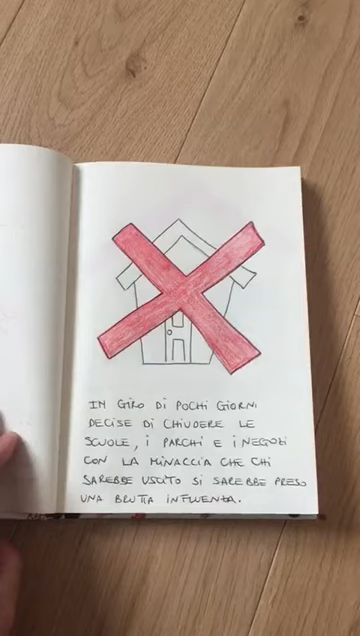 IN GIRO DI POCHI GIORNI
DECISE DI CHIUDERE LE
SCUOLE, I PARCHI E I NEGOZI
CON LA MINACCIA CHE CHI
SAREBBE USCITO SI SAREBBE PRESO
UNA BRUTTA INFLUENZA.